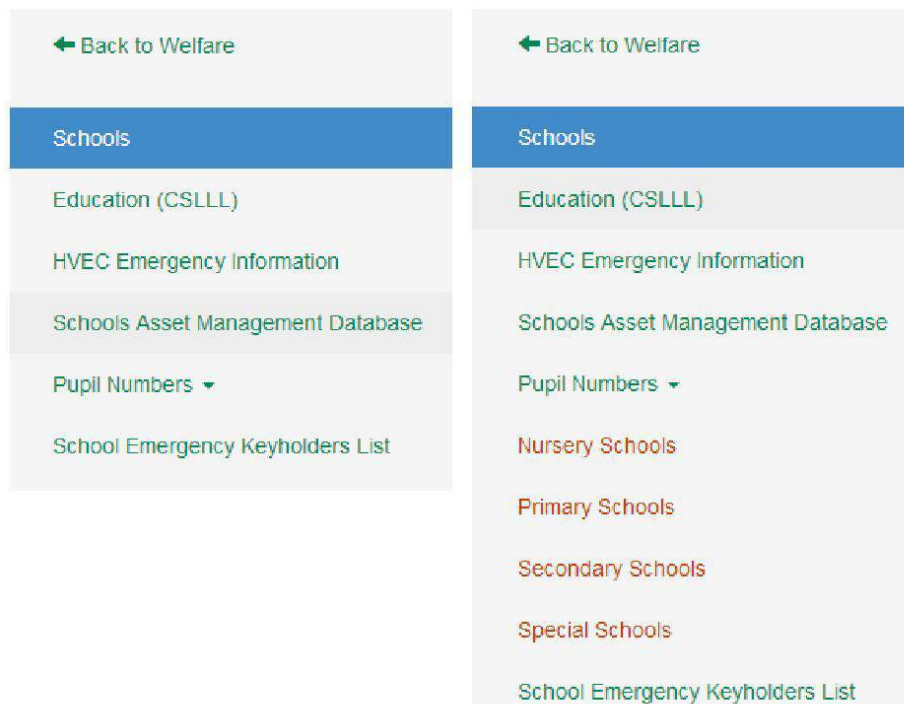 Back to Welfare
Schools
Education (CSLLL)
HVEC Emergency Information
Schools Asset Management Database
Pupil Numbers
School Emergency Keyholders List
Back to Welfare
Schools
Education (CSLLL)
HVEC Emergency Information
Schools Asset Management Database
Pupil Numbers
Nursery Schools
Primary Schools
Secondary Schools
Special Schools
School Emergency Keyholders List